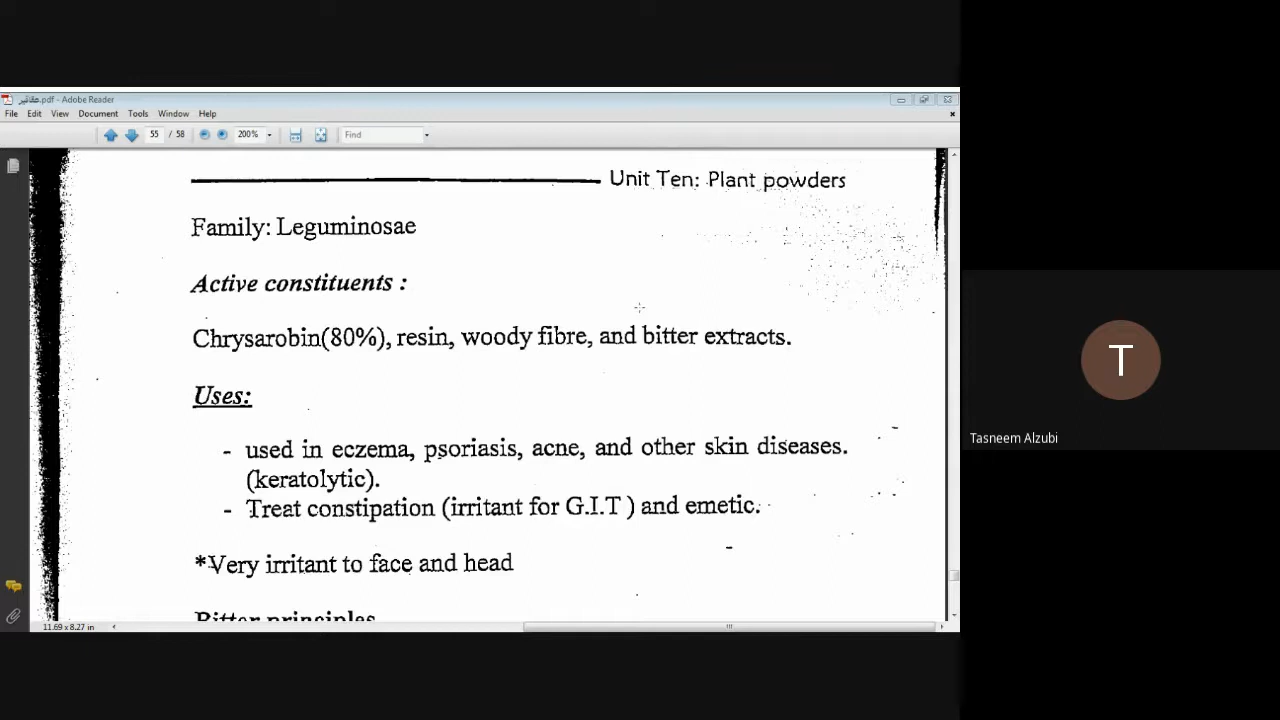 .pdf - Adobe Reader
File Edit View Document Tools Window Help
55 / 58 200% Find
Unit Ten: Plant powders
Family: Leguminosae
Active constituents :
Chrysarobin(80%), resin, woody fibre, and bitter extracts.
Uses:
- used in eczema, psoriasis, acne, and other skin diseases.
(keratolytic).
- Treat constipation (irritant for G.I.T ) and emetic.
*Very irritant to face and head
Bitter principles
11.69 x 8.27 in
T
Tasneem Alzubi